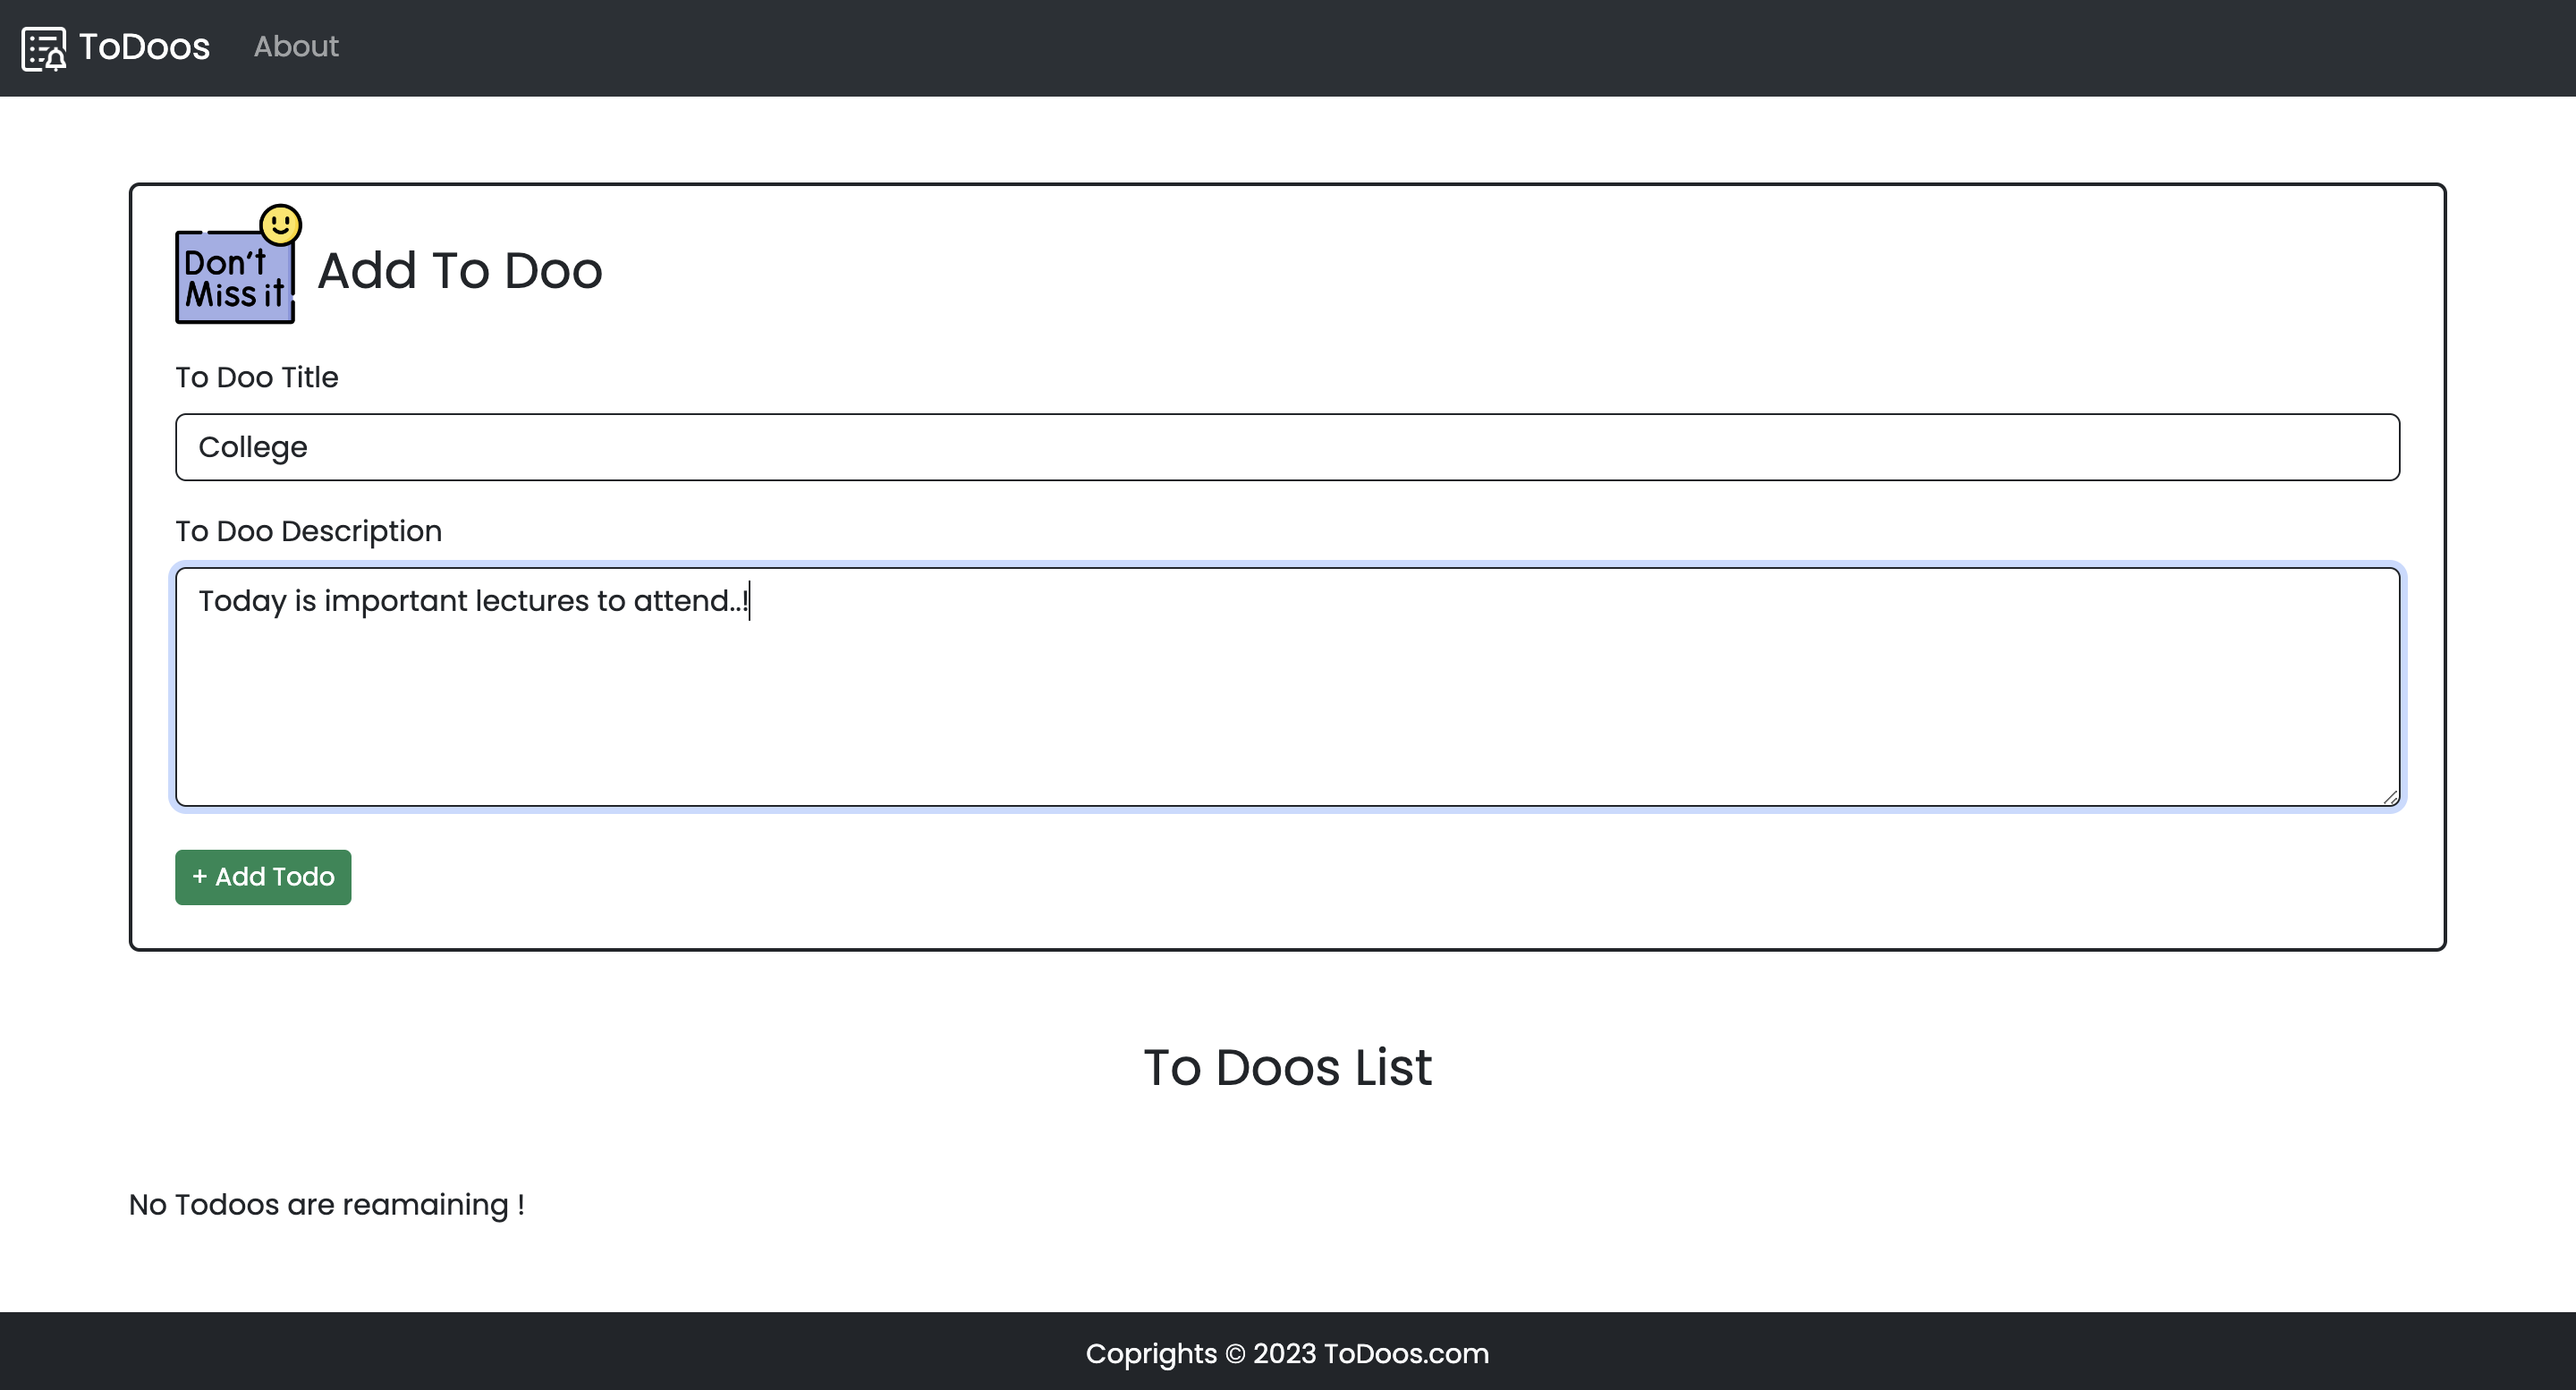 ToDoos About
Don't
Miss it
Add To Doo
To Doo Title
College
To Doo Description
Today is important lectures to attend..!
+ Add Todo
To Doos List
No Todoos are reamaining !
Coprights © 2023 ToDoos.com